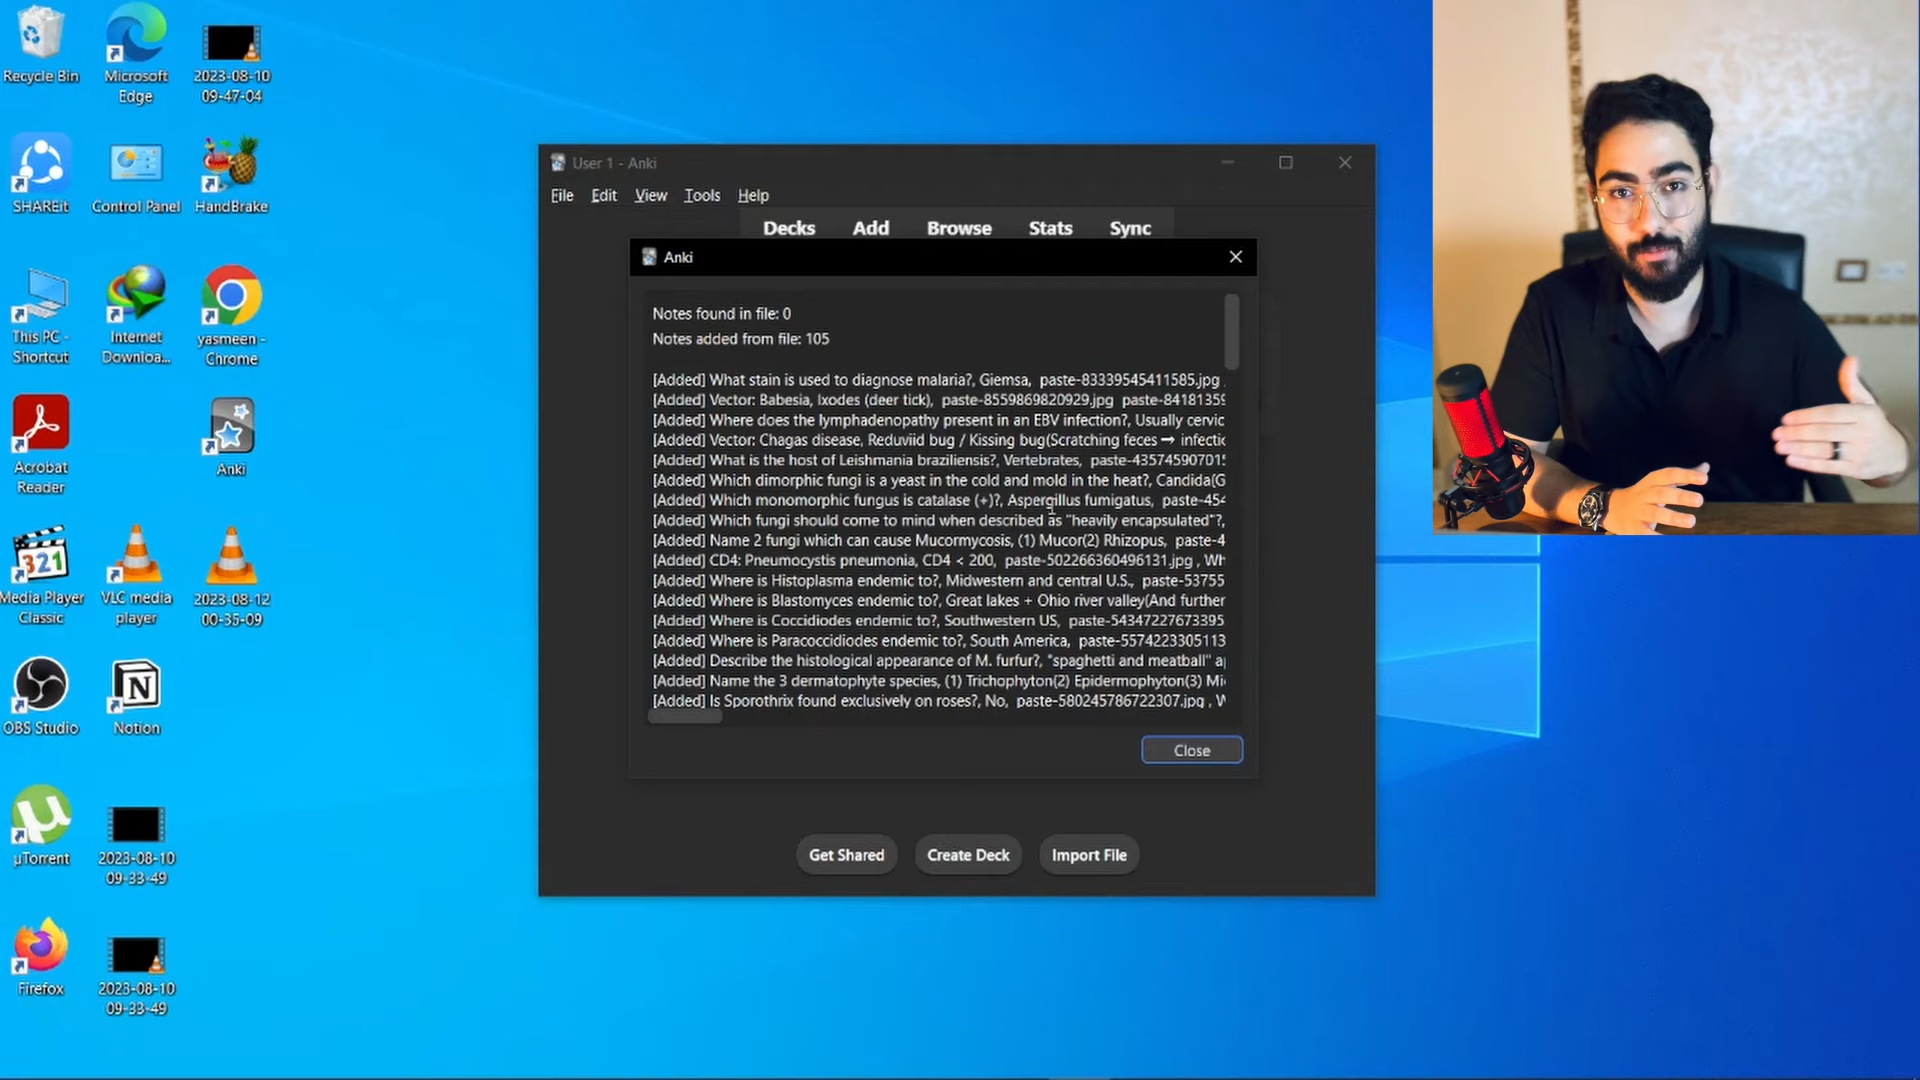 Recycle Bin
Microsoft
Edge
2023-08-10
09-47-04
SHAREit
Control Panel
HandBrake
This PC -
Shortcut
Internet
Downloa...
yasmeen -
Chrome
Acrobat
Reader
Anki
321
Media Player
Classic
VLC media
player
2023-08-12
00-35-09
OBS Studio
Notion
µTorrent
2023-08-10
09-33-49
Firefox
2023-08-10
09-33-49
User 1 - Anki
File Edit View Tools Help
Decks Add Browse Stats Sync
Anki
Notes found in file: 0
Notes added from file: 105
[Added] What stain is used to diagnose malaria?, Giemsa, paste-83339545411585.jpg ,
[Added] Vector: Babesia, Ixodes (deer tick), paste-8559869820929.jpg paste-84181359
[Added] Where does the lymphadenopathy present in an EBV infection?, Usually cervic
[Added] Vector: Chagas disease, Reduviid bug / Kissing bug(Scratching feces → infectio
[Added] What is the host of Leishmania braziliensis?, Vertebrates, paste-435745907015
[Added] Which dimorphic fungi is a yeast in the cold and mold in the heat?, Candida(G
[Added] Which monomorphic fungus is catalase (+)?, Aspergillus fumigatus, paste-454
[Added] Which fungi should come to mind when described as "heavily encapsulated"?,
[Added] Name 2 fungi which can cause Mucormycosis, (1) Mucor(2) Rhizopus, paste-4
[Added] CD4: Pneumocystis pneumonia, CD4 < 200, paste-502266360496131.jpg , Wh
[Added] Where is Histoplasma endemic to?, Midwestern and central U.S., paste-53755
[Added] Where is Blastomyces endemic to?, Great lakes + Ohio river valley(And further
[Added] Where is Coccidiodes endemic to?, Southwestern US, paste-54347227673395
[Added] Where is Paracoccidiodes endemic to?, South America, paste-5574223305113
[Added] Describe the histological appearance of M. furfur?, "spaghetti and meatball" a
[Added] Name the 3 dermatophyte species, (1) Trichophyton(2) Epidermophyton(3) Mi
[Added] Is Sporothrix found exclusively on roses?, No, paste-580245786722307.jpg , W
Close
Get Shared Create Deck Import File